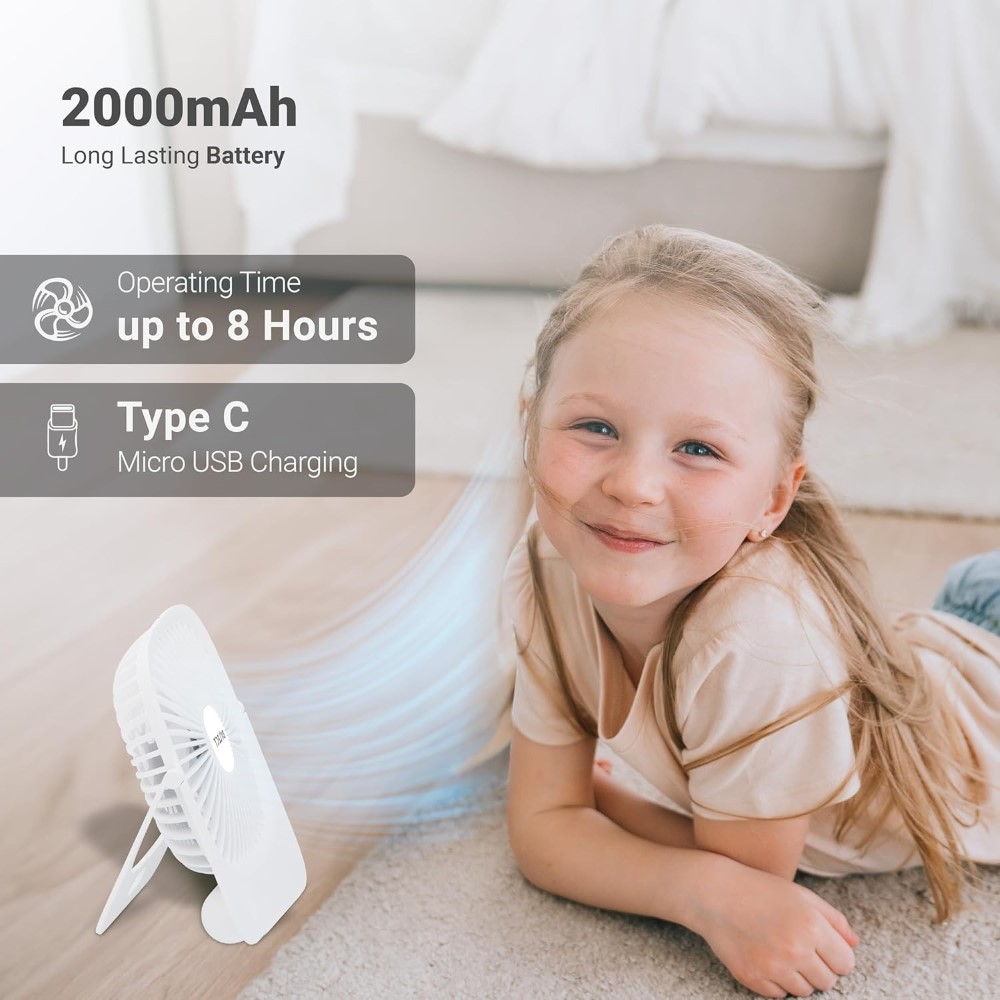 2000mAh
Long Lasting Battery
Operating Time
up to 8 Hours
Type C
Micro USB Charging